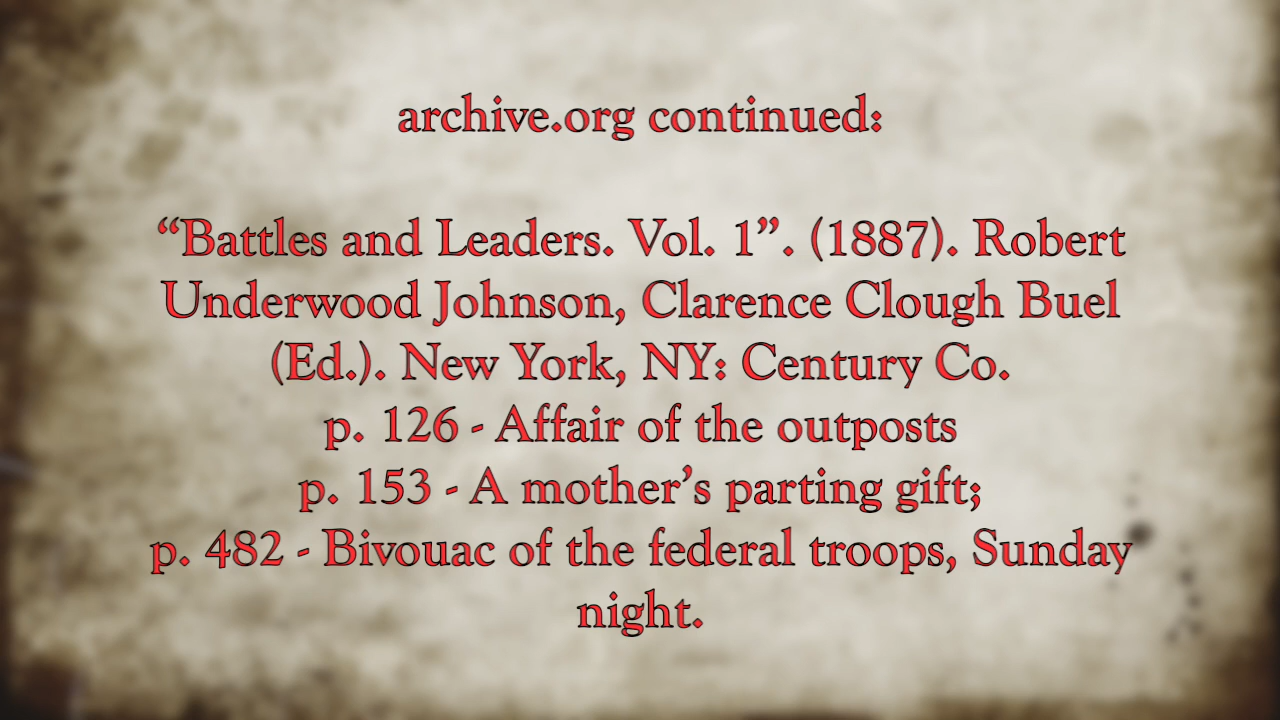 archive.org continued:
“Battles and Leaders. Vol. 1”. (1887). Robert
Underwood Johnson, Clarence Clough Buel
(Ed.). New York, NY: Century Co.
p. 126 - Affair of the outposts
p. 153 - A mother’s parting gift;
p. 482 - Bivouac of the federal troops, Sunday
night.